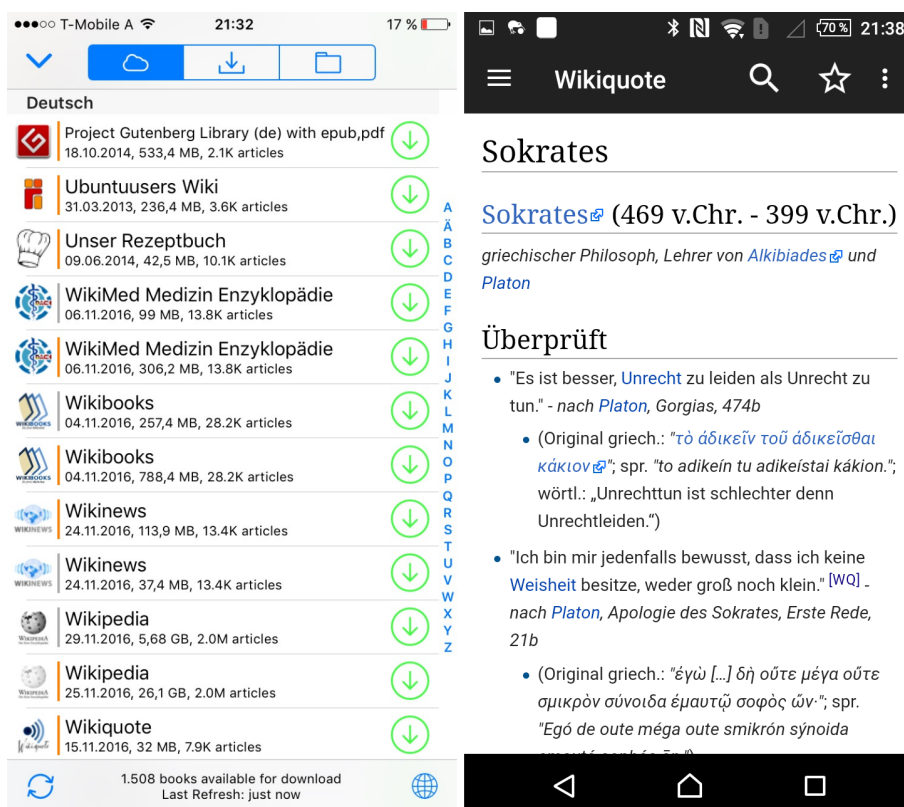 T-Mobile A 21:32 17 %
Deutsch
Project Gutenberg Library (de) with epub,pdf
18.10.2014, 533,4 MB, 2.1K articles
Ubuntuusers Wiki
31.03.2013, 236,4 MB, 3.6K articles
Unser Rezeptbuch
09.06.2014, 42,5 MB, 10.1K articles
WikiMed Medizin Enzyklopädie
06.11.2016, 99 MB, 13.8K articles
WikiMed Medizin Enzyklopädie
06.11.2016, 306,2 MB, 13.8K articles
WIKIBOOKS
Wikibooks
04.11.2016, 257,4 MB, 28.2K articles
WIKIBOOKS
Wikibooks
04.11.2016, 788,4 MB, 28.2K articles
WIKINEWS
Wikinews
24.11.2016, 113,9 MB, 13.4K articles
WIKINEWS
Wikinews
24.11.2016, 37,4 MB, 13.4K articles
WIKIPEDIA
Wikipedia
29.11.2016, 5,68 GB, 2.0M articles
WIKIPEDIA
Wikipedia
25.11.2016, 26,1 GB, 2.0M articles
Wikiquote
Wikiquote
15.11.2016, 32 MB, 7.9K articles
A
Ä
B
C
D
E
F
G
H
I
J
K
L
M
N
O
P
Q
R
S
T
U
V
W
X
Y
Z
1.508 books available for download
Last Refresh: just now
70 % 21:38
Wikiquote
Sokrates
Sokrates (469 v.Chr. - 399 v.Chr.)
griechischer Philosoph, Lehrer von Alkibiades und
Platon
Überprüft
• "Es ist besser, Unrecht zu leiden als Unrecht zu
tun." - nach Platon, Gorgias, 474b
• (Original griech.: "τὸ ἀδικεῖν τοῦ ἀδικεῖσθαι
κάκιον"; spr. "to adikeín tu adikeístai kákion.";
wörtl.: „Unrechttun ist schlechter denn
Unrechtleiden.“)
• "Ich bin mir jedenfalls bewusst, dass ich keine
Weisheit besitze, weder groß noch klein." [WQ] -
nach Platon, Apologie des Sokrates, Erste Rede,
21b
• (Original griech.: "ἐγὼ [...] δὴ οὔτε μέγα οὔτε
σμικρὸν σύνοιδα ἐμαυτῷ σοφὸς ὤν·"; spr.
"Egó de oute méga oute smikrón sýnoida